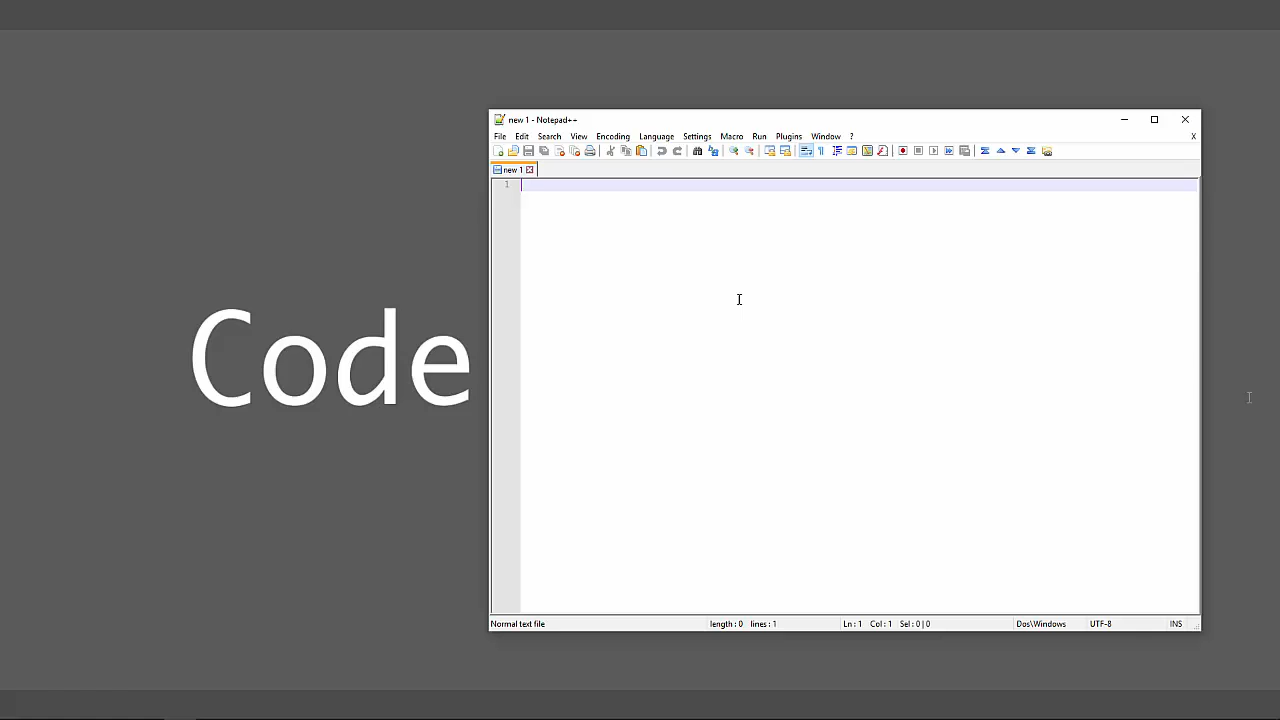 Code
new 1 - Notepad++
File Edit Search View Encoding Language Settings Macro Run Plugins Window ?
X
new 1
1
Normal text file
length : 0 lines : 1
Ln : 1 Col : 1 Sel : 0 | 0
Dos\Windows
UTF-8
INS